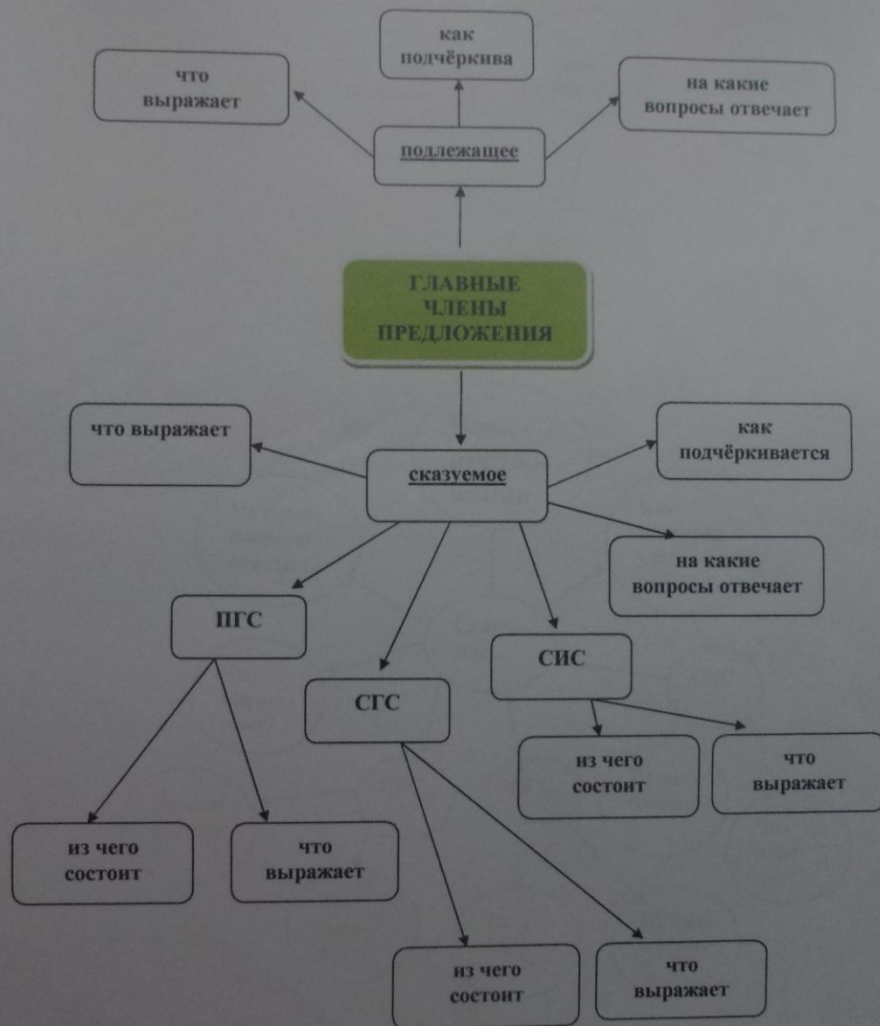 как
подчёркива
что
выражает
на какие
вопросы отвечает
подлежащее
ГЛАВНЫЕ
ЧЛЕНЫ
ПРЕДЛОЖЕНИЯ
что выражает
как
подчёркивается
сказуемое
на какие
вопросы отвечает
ПГС
СИС
СГС
из чего
состоит
что
выражает
из чего
состоит
что
выражает
из чего
состоит
что
выражает